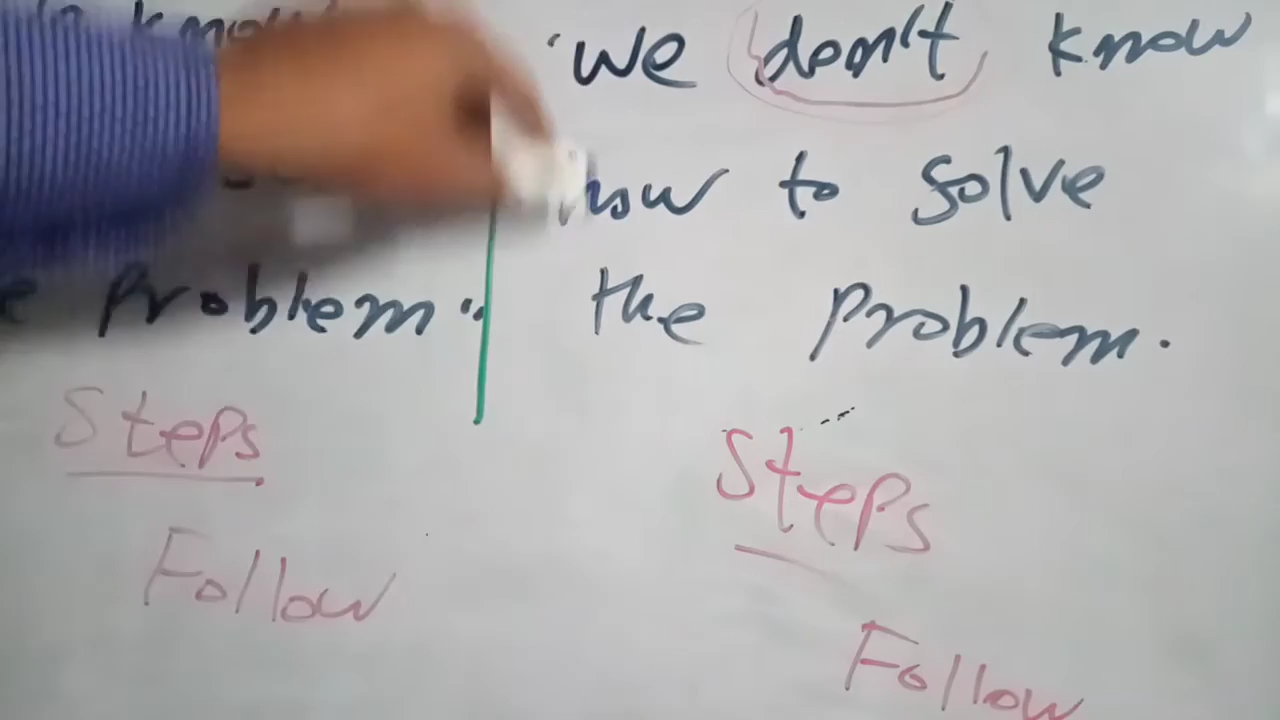 know
we don't know
how to solve
Problem.
the Problem.
Steps
Steps
Follow
Follow